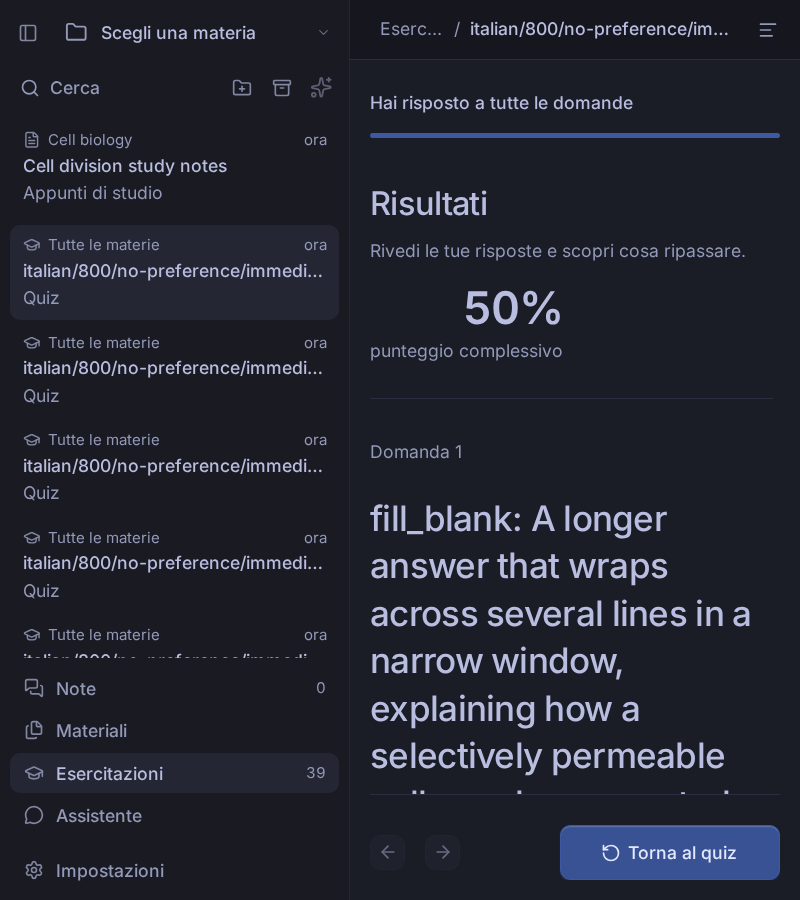 Scegli una materia
Cerca
Cell biology ora
Cell division study notes
Appunti di studio
Tutte le materie ora
italian/800/no-preference/immedi...
Quiz
Tutte le materie ora
italian/800/no-preference/immedi...
Quiz
Tutte le materie ora
italian/800/no-preference/immedi...
Quiz
Tutte le materie ora
italian/800/no-preference/immedi...
Quiz
Tutte le materie ora
italian/800/no-preference/immedi...
Note 0
Materiali
Esercitazioni 39
Assistente
Impostazioni
Eserc... / italian/800/no-preference/im...
Hai risposto a tutte le domande
Risultati
Rivedi le tue risposte e scopri cosa ripassare.
50%
punteggio complessivo
Domanda 1
fill_blank: A longer
answer that wraps
across several lines in a
narrow window,
explaining how a
selectively permeable
Torna al quiz